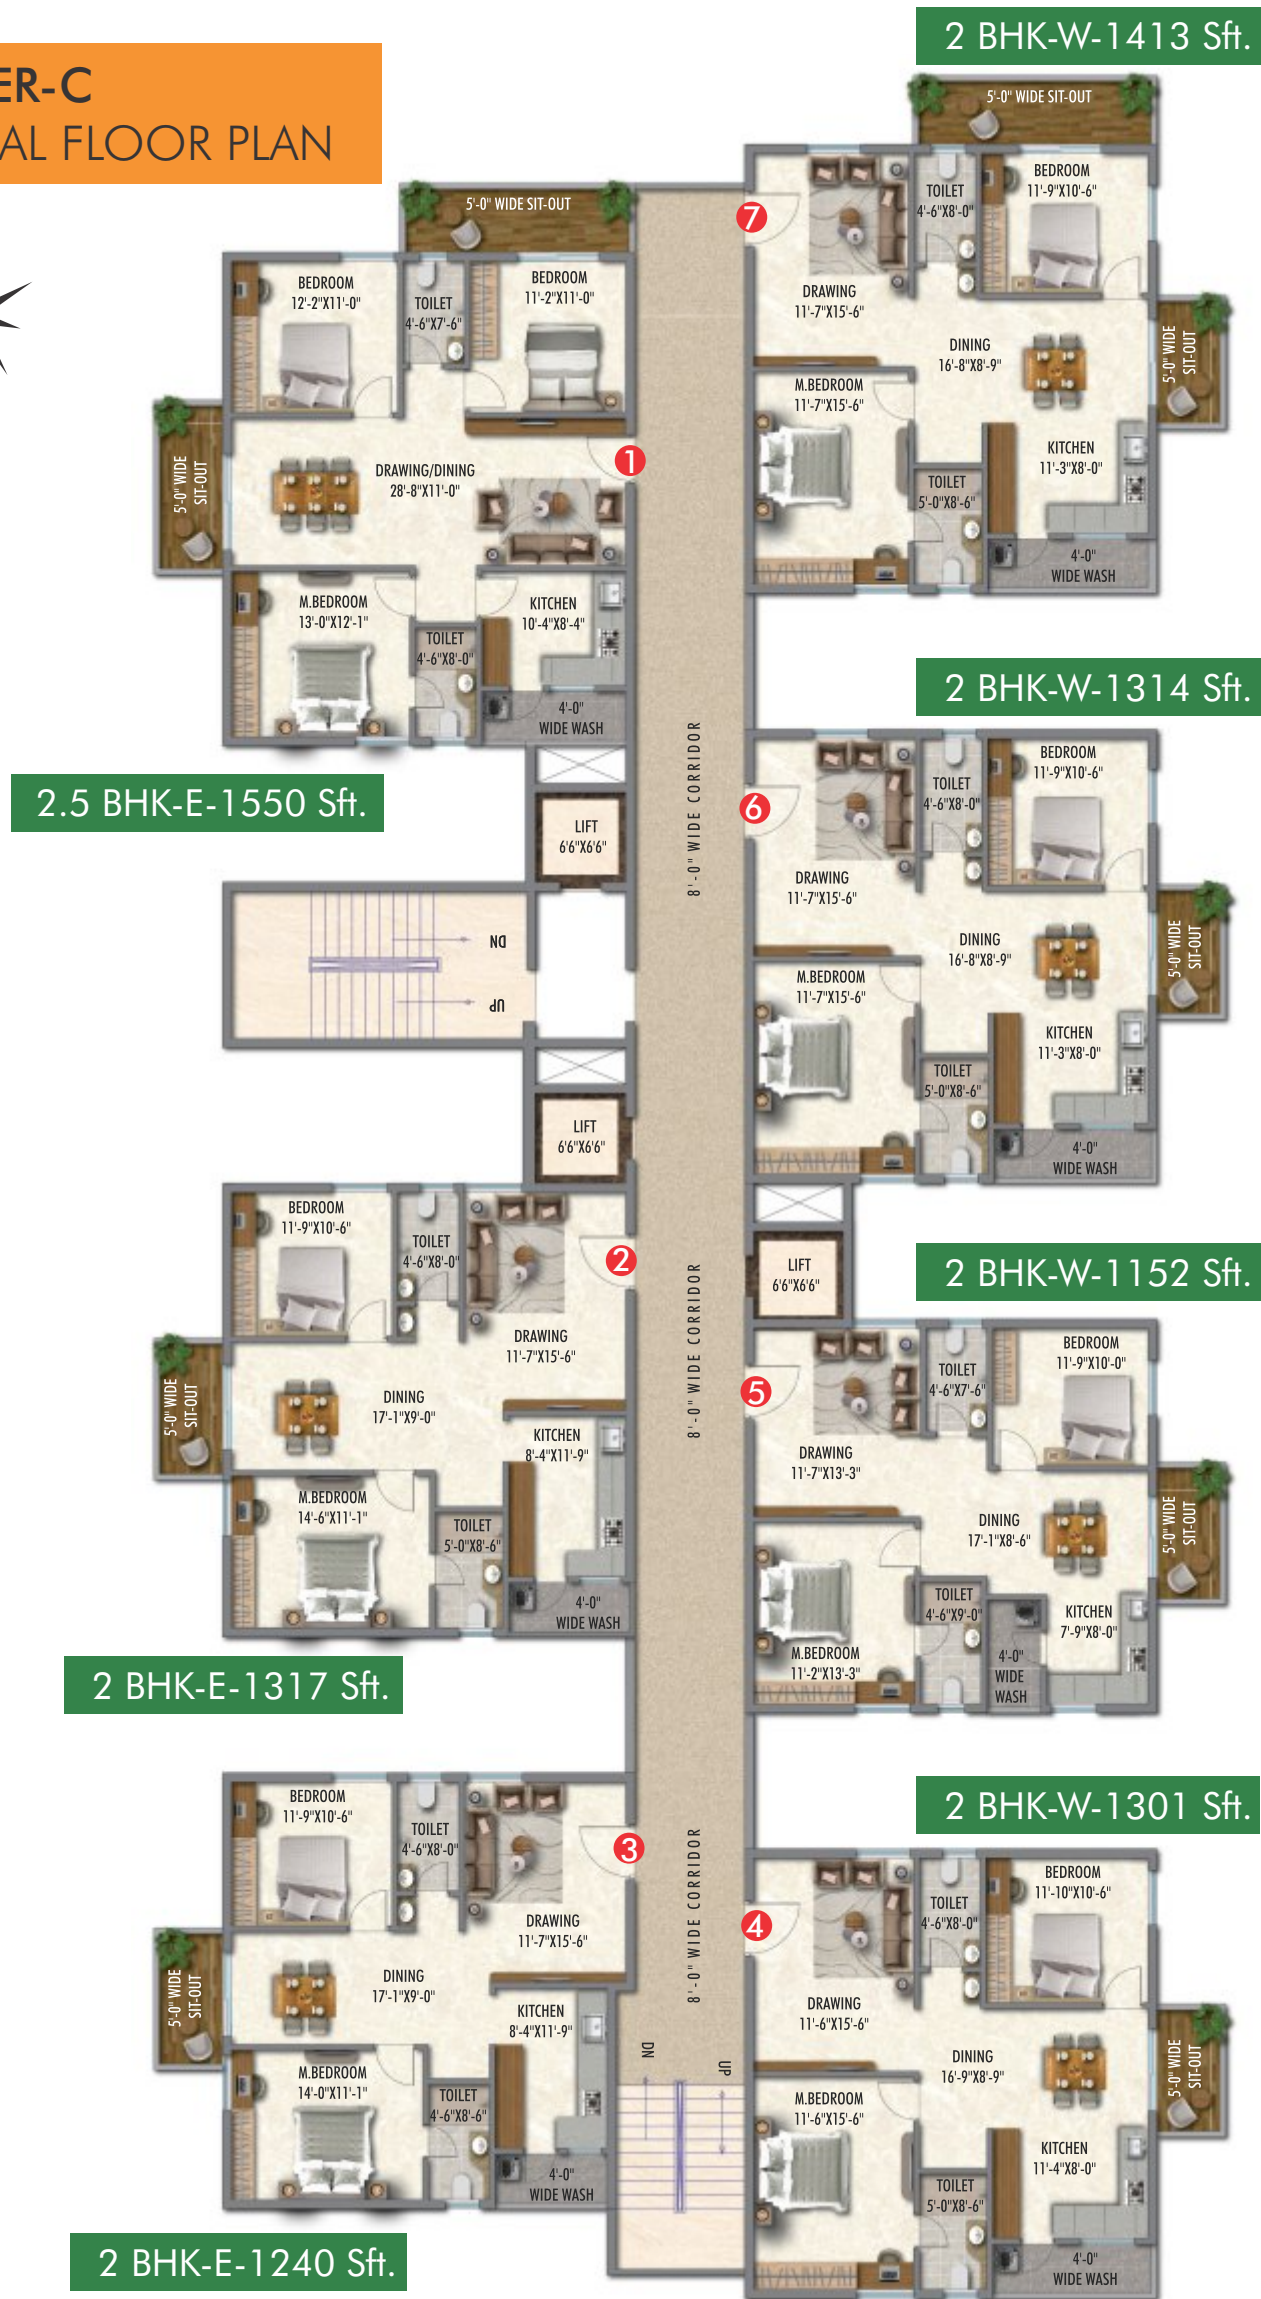 ER-C
AL FLOOR PLAN
2 BHK-W-1413 Sft.
5'-0" WIDE SIT-OUT
7
TOILET
4'-6"X8'-0"
BEDROOM
11'-9"X10'-6"
DRAWING
11'-7"X15'-6"
DINING
16'-8"X8'-9"
5'-0" WIDE
SIT-OUT
M.BEDROOM
11'-7"X15'-6"
KITCHEN
11'-3"X8'-0"
TOILET
5'-0"X8'-6"
4'-0"
WIDE WASH
5'-0" WIDE SIT-OUT
BEDROOM
12'-2"X11'-0"
TOILET
4'-6"X7'-6"
BEDROOM
11'-2"X11'-0"
5'-0" WIDE
SIT-OUT
DRAWING/DINING
28'-8"X11'-0"
1
M.BEDROOM
13'-0"X12'-1"
TOILET
4'-6"X8'-0"
KITCHEN
10'-4"X8'-4"
4'-0"
WIDE WASH
2.5 BHK-E-1550 Sft.
LIFT
6'6"X6'6"
DN
UP
LIFT
6'6"X6'6"
8'-0" WIDE CORRIDOR
2 BHK-W-1314 Sft.
6
TOILET
4'-6"X8'-0"
BEDROOM
11'-9"X10'-6"
DRAWING
11'-7"X15'-6"
DINING
16'-8"X8'-9"
5'-0" WIDE
SIT-OUT
M.BEDROOM
11'-7"X15'-6"
KITCHEN
11'-3"X8'-0"
TOILET
5'-0"X8'-6"
4'-0"
WIDE WASH
BEDROOM
11'-9"X10'-6"
TOILET
4'-6"X8'-0"
2
DRAWING
11'-7"X15'-6"
5'-0" WIDE
SIT-OUT
DINING
17'-1"X9'-0"
KITCHEN
8'-4"X11'-9"
M.BEDROOM
14'-6"X11'-1"
TOILET
5'-0"X8'-6"
4'-0"
WIDE WASH
2 BHK-E-1317 Sft.
8'-0" WIDE CORRIDOR
LIFT
6'6"X6'6"
2 BHK-W-1152 Sft.
5
TOILET
4'-6"X7'-6"
BEDROOM
11'-9"X10'-0"
DRAWING
11'-7"X13'-3"
DINING
17'-1"X8'-6"
5'-0" WIDE
SIT-OUT
M.BEDROOM
11'-2"X13'-3"
TOILET
4'-6"X9'-0"
KITCHEN
7'-9"X8'-0"
4'-0"
WIDE
WASH
BEDROOM
11'-9"X10'-6"
TOILET
4'-6"X8'-0"
3
DRAWING
11'-7"X15'-6"
5'-0" WIDE
SIT-OUT
DINING
17'-1"X9'-0"
KITCHEN
8'-4"X11'-9"
M.BEDROOM
14'-0"X11'-1"
TOILET
4'-6"X8'-6"
4'-0"
WIDE WASH
2 BHK-E-1240 Sft.
8'-0" WIDE CORRIDOR
DN
UP
2 BHK-W-1301 Sft.
4
TOILET
4'-6"X8'-0"
BEDROOM
11'-10"X10'-6"
DRAWING
11'-6"X15'-6"
DINING
16'-9"X8'-9"
5'-0" WIDE
SIT-OUT
M.BEDROOM
11'-6"X15'-6"
KITCHEN
11'-4"X8'-0"
TOILET
5'-0"X8'-6"
4'-0"
WIDE WASH